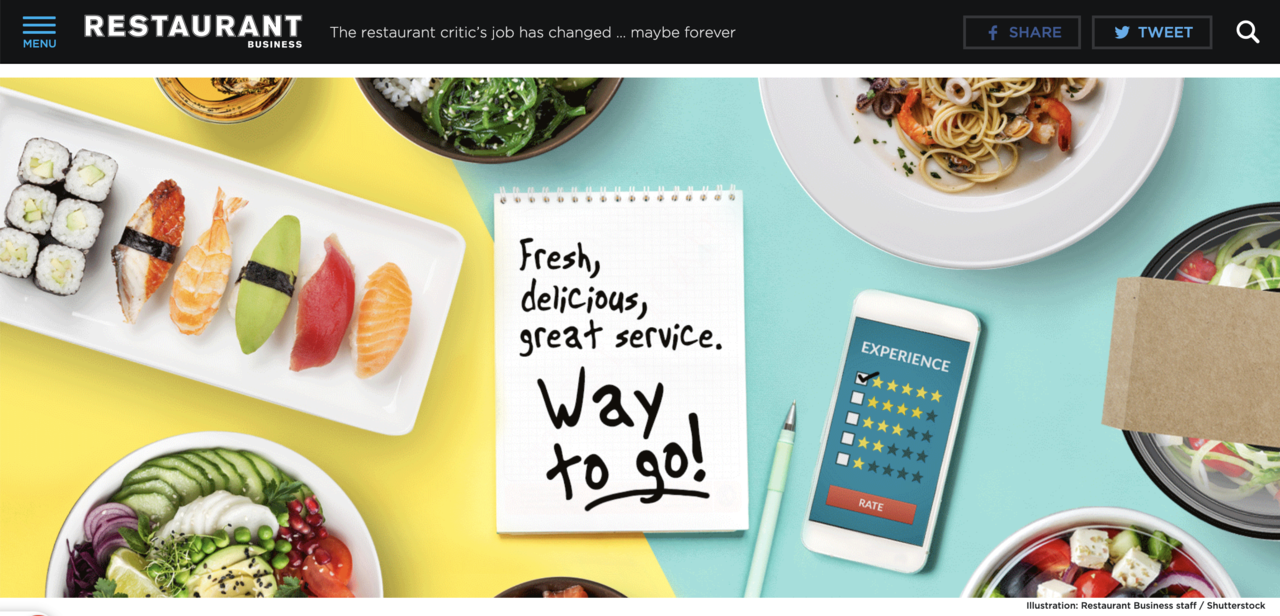 MENU
RESTAURANT
BUSINESS
The restaurant critic's job has changed ... maybe forever
SHARE
TWEET
Fresh,
delicious,
great service.
Way
to go!
EXPERIENCE
RATE
Illustration: Restaurant Business staff / Shutterstock